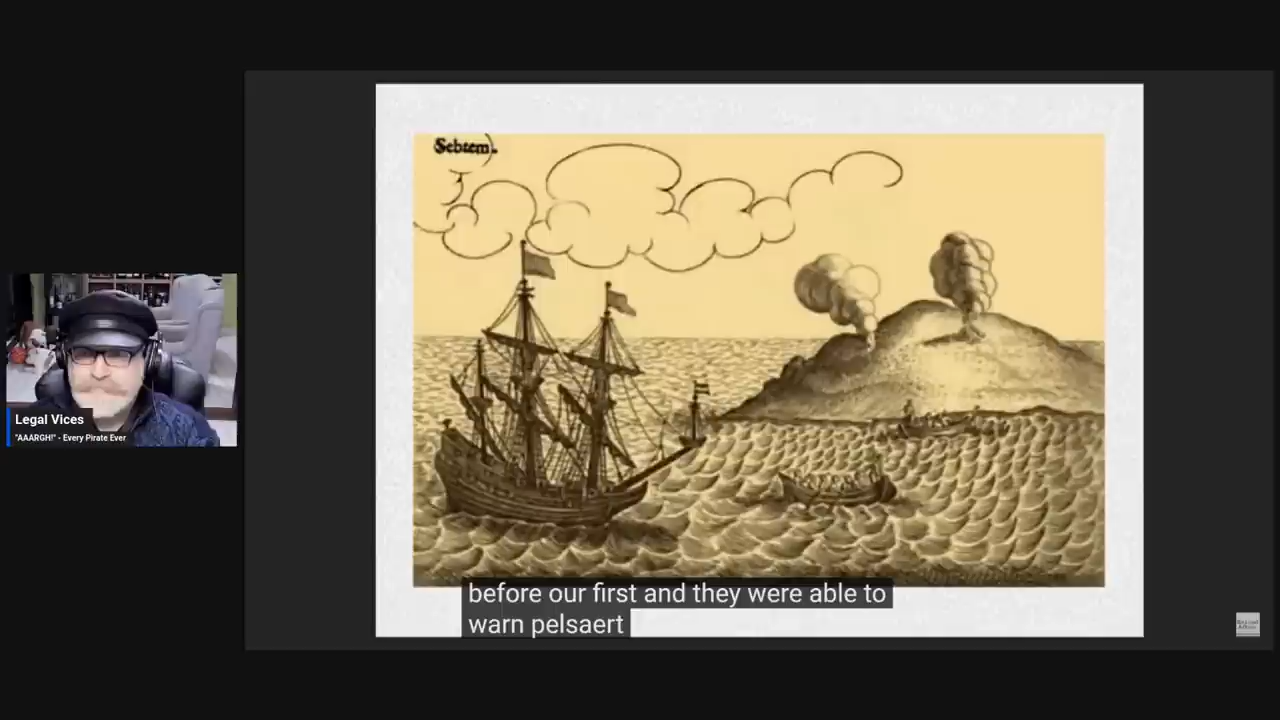 Sebtem.
Legal Vices
"AAARGH!" - Every Pirate Ever
before our first and they were able to
warn pelsaert